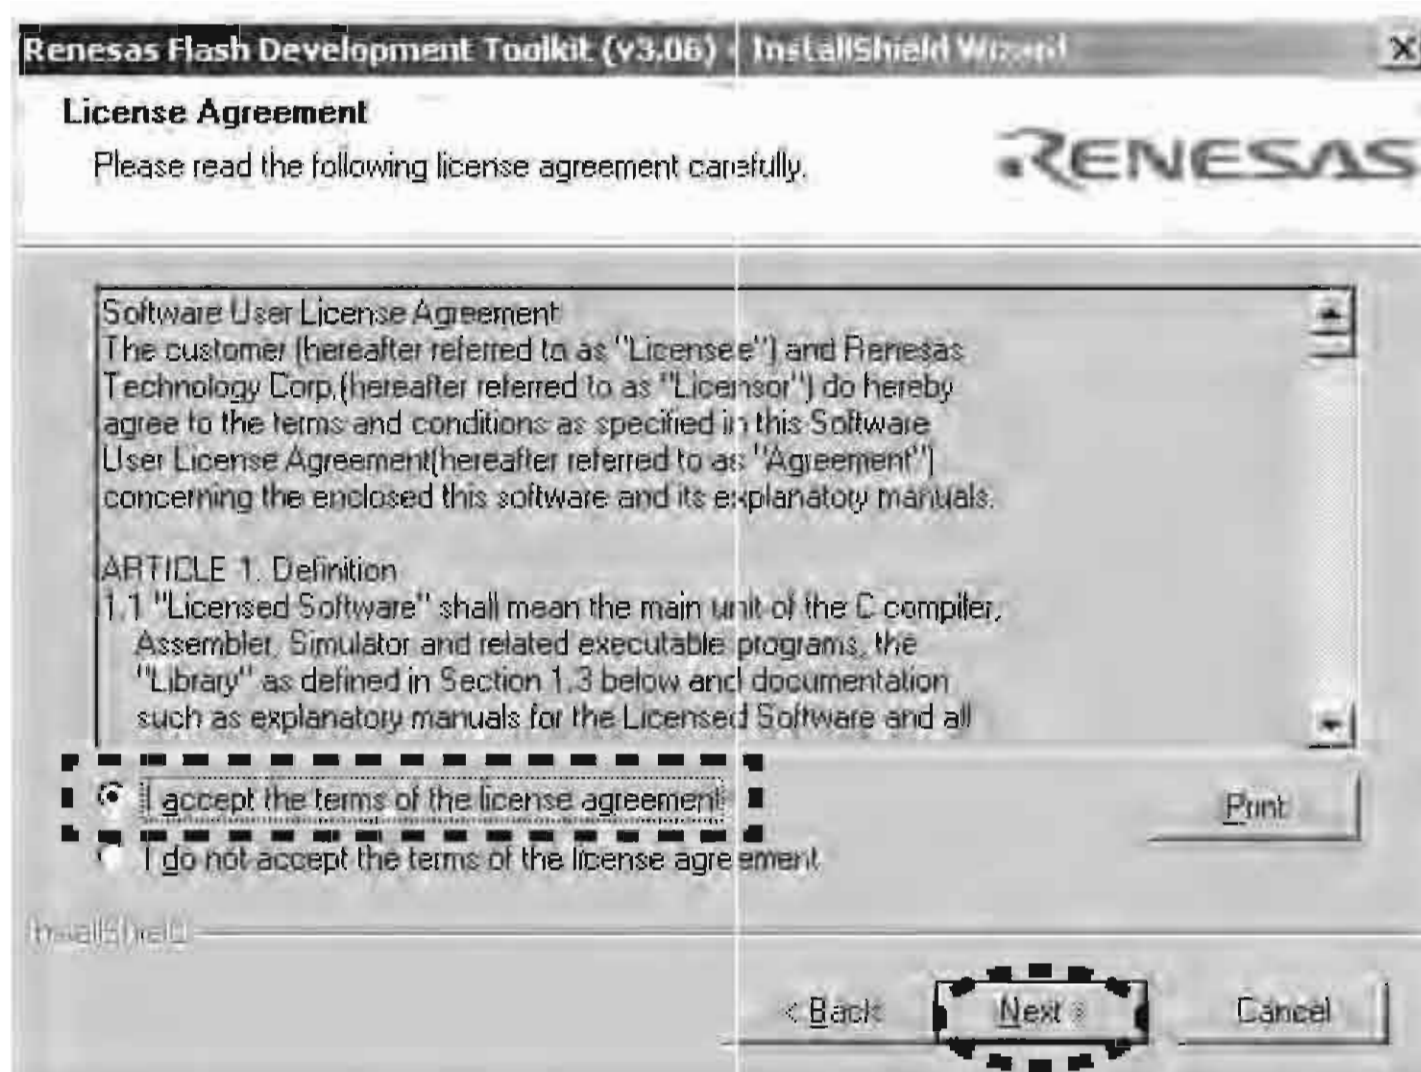 Renesas Flash Development Toolkit (v3.06) - InstallShield Wizard
License Agreement
Please read the following license agreement carefully.
RENESAS
Software User License Agreement
The customer (hereafter referred to as "Licensee") and Renesas
Technology Corp.(hereafter referred to as "Licensor") do hereby
agree to the terms and conditions as specified in this Software
User License Agreement(hereafter referred to as "Agreement")
concerning the enclosed this software and its explanatory manuals.
ARTICLE 1. Definition
1.1 "Licensed Software" shall mean the main unit of the C compiler,
Assembler, Simulator and related executable programs, the
"Library" as defined in Section 1.3 below and documentation
such as explanatory manuals for the Licensed Software and all
I accept the terms of the license agreement
Print
I do not accept the terms of the license agreement
InstallShield
< Back
Next >
Cancel